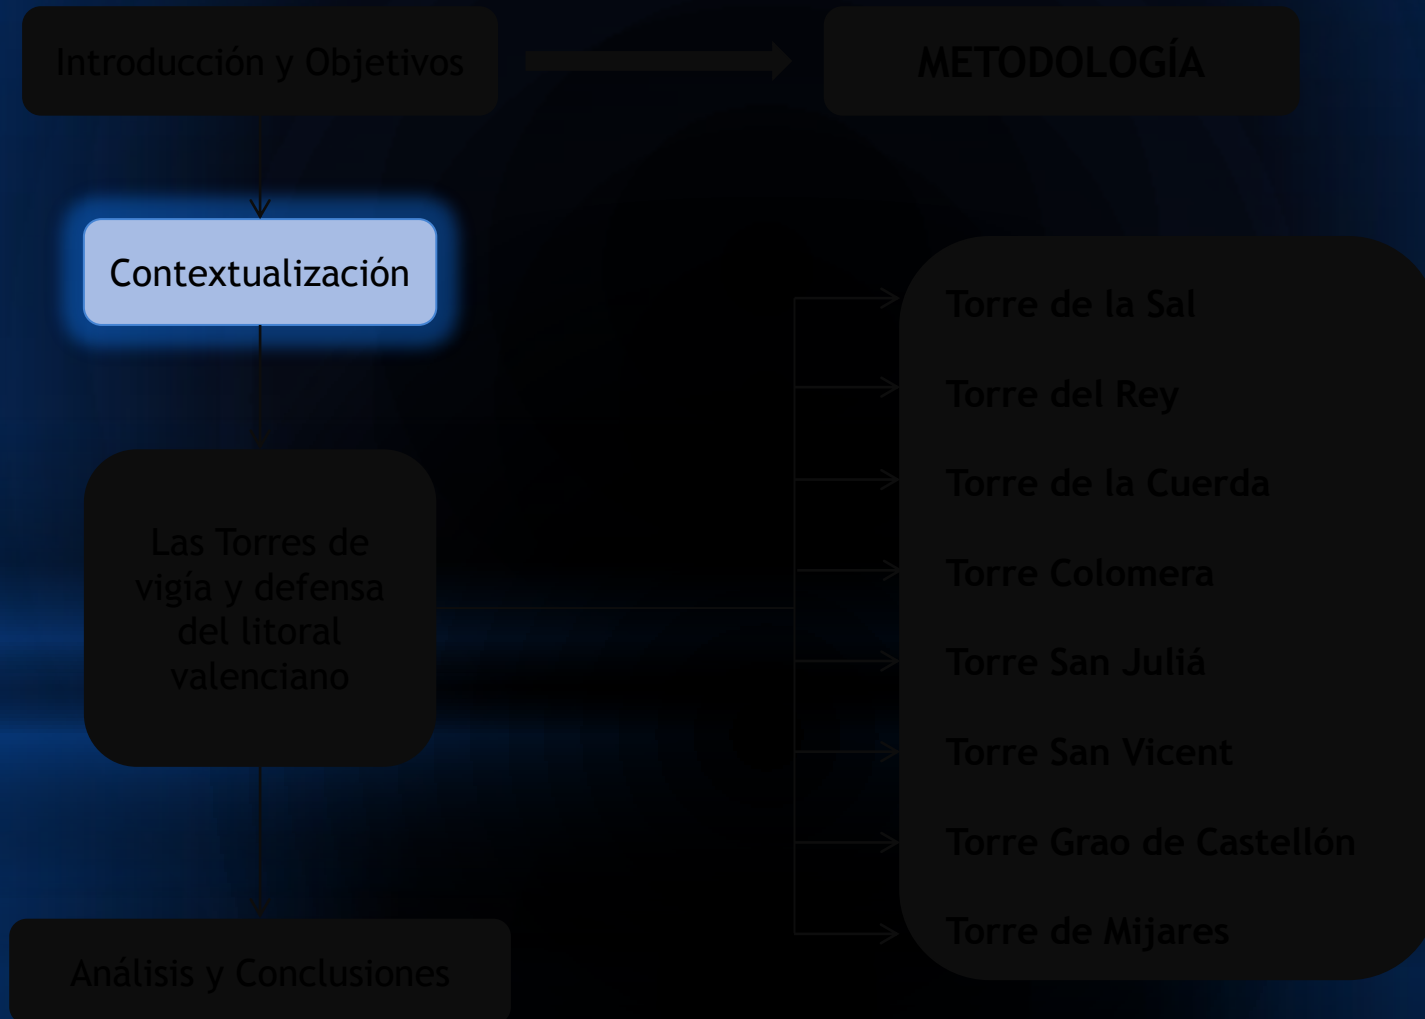 Introducción y Objetivos
METODOLOGÍA
Contextualización
Las Torres de
vigía y defensa
del litoral
valenciano
Torre de la Sal
Torre del Rey
Torre de la Cuerda
Torre Colomera
Torre San Juliá
Torre San Vicent
Torre Grao de Castellón
Torre de Mijares
Análisis y Conclusiones